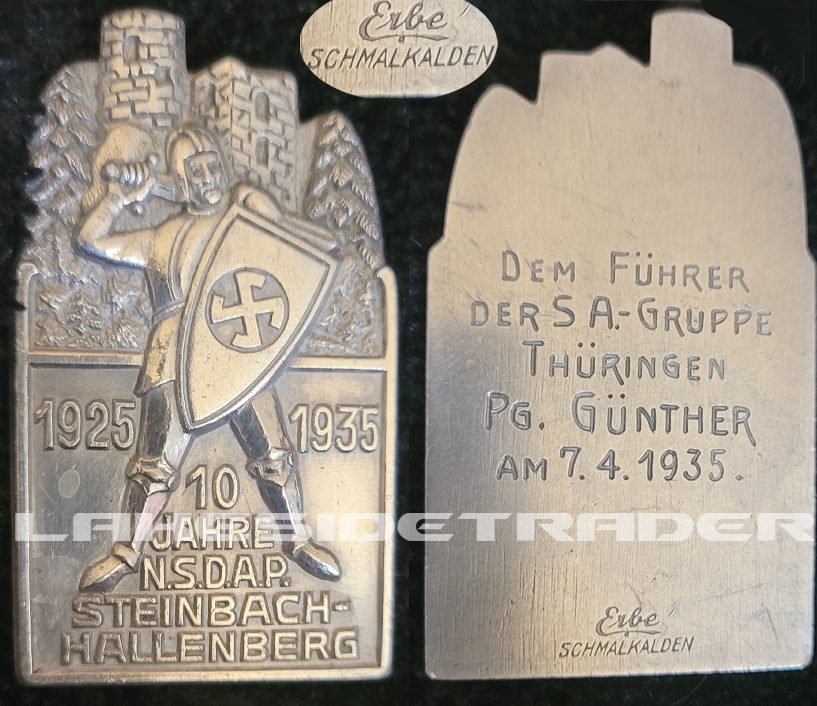 1925 1935
10
JAHRE
N.S.D.A.P.
STEINBACH-
HALLENBERG
Erbe
SCHMALKALDEN
DEM FÜHRER
DER S A.-GRUPPE
THÜRINGEN
PG. GÜNTHER
AM 7.4.1935.
Erbe
SCHMALKALDEN
LAKESIDETRADER